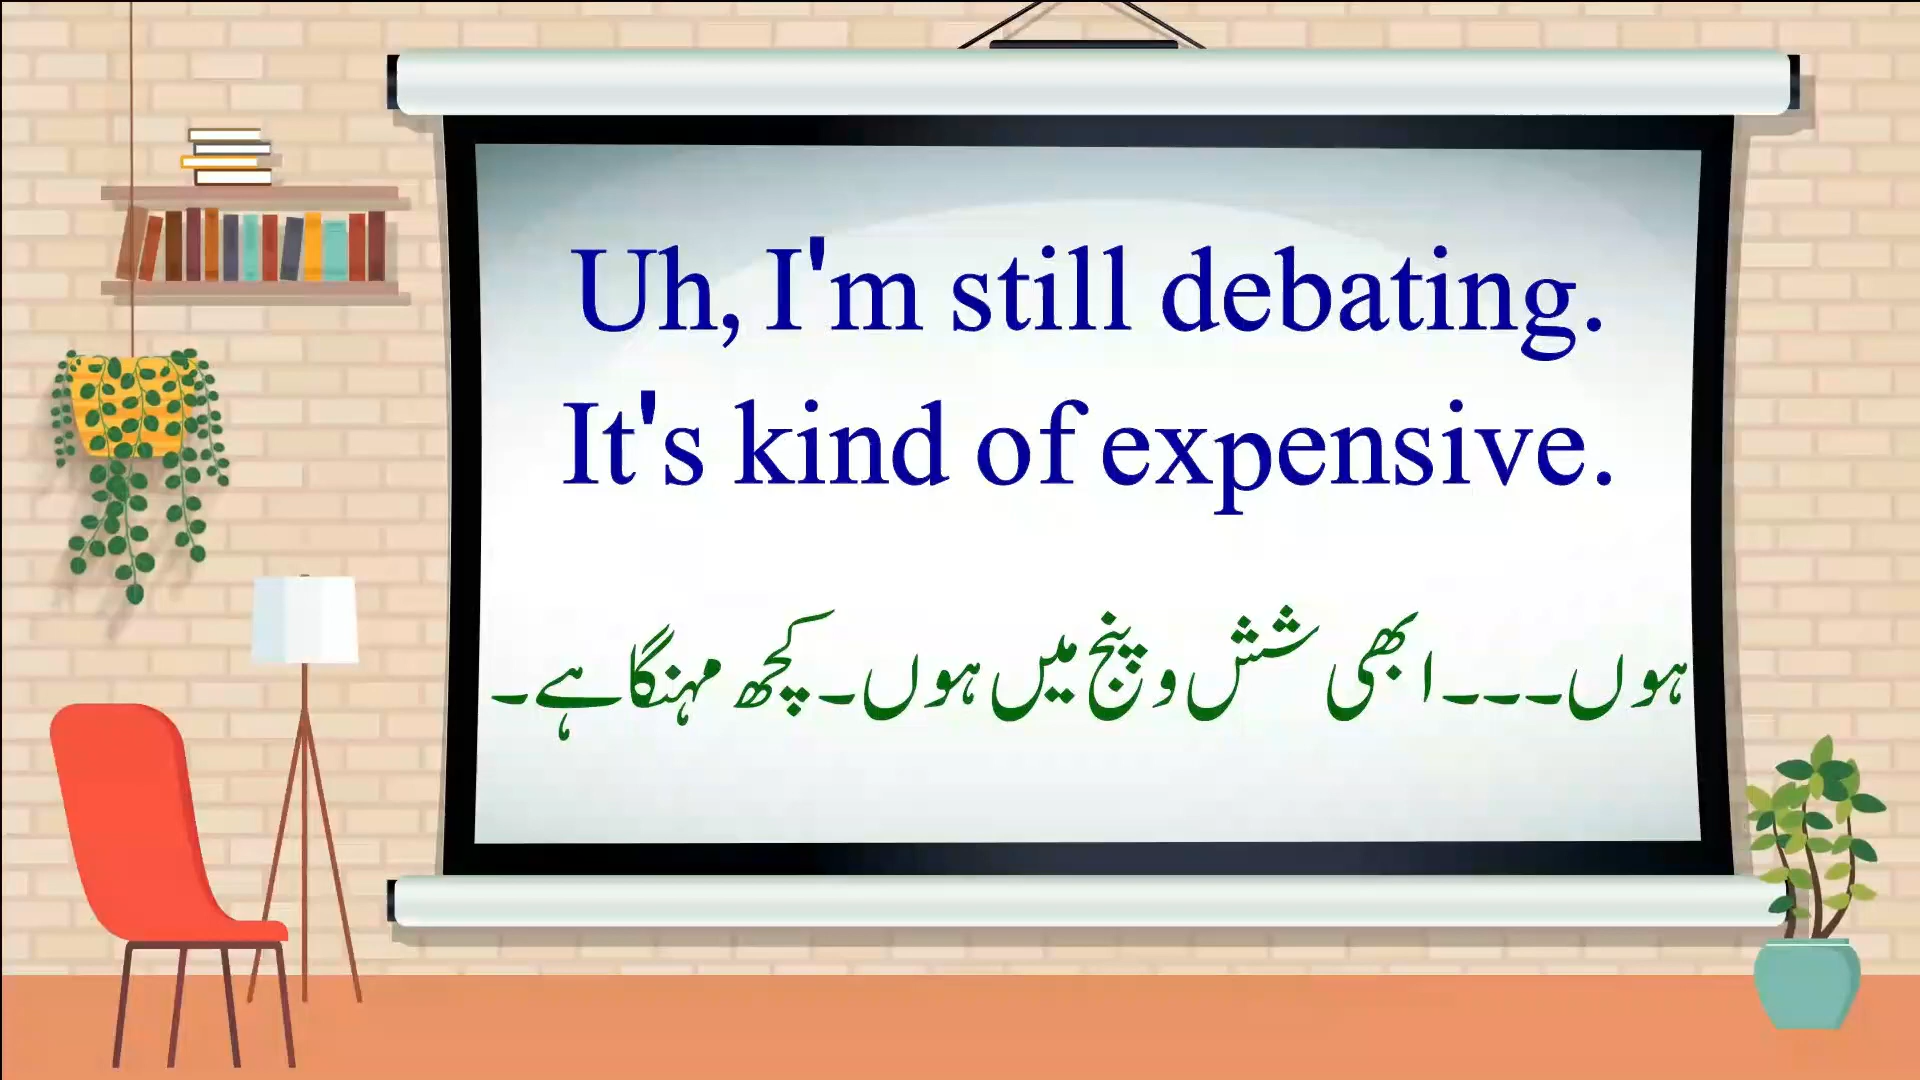 Uh, I'm still debating.
It's kind of expensive.
ہوں۔۔۔ابھی شش و پنج میں ہوں۔ کچھ مہنگا ہے۔